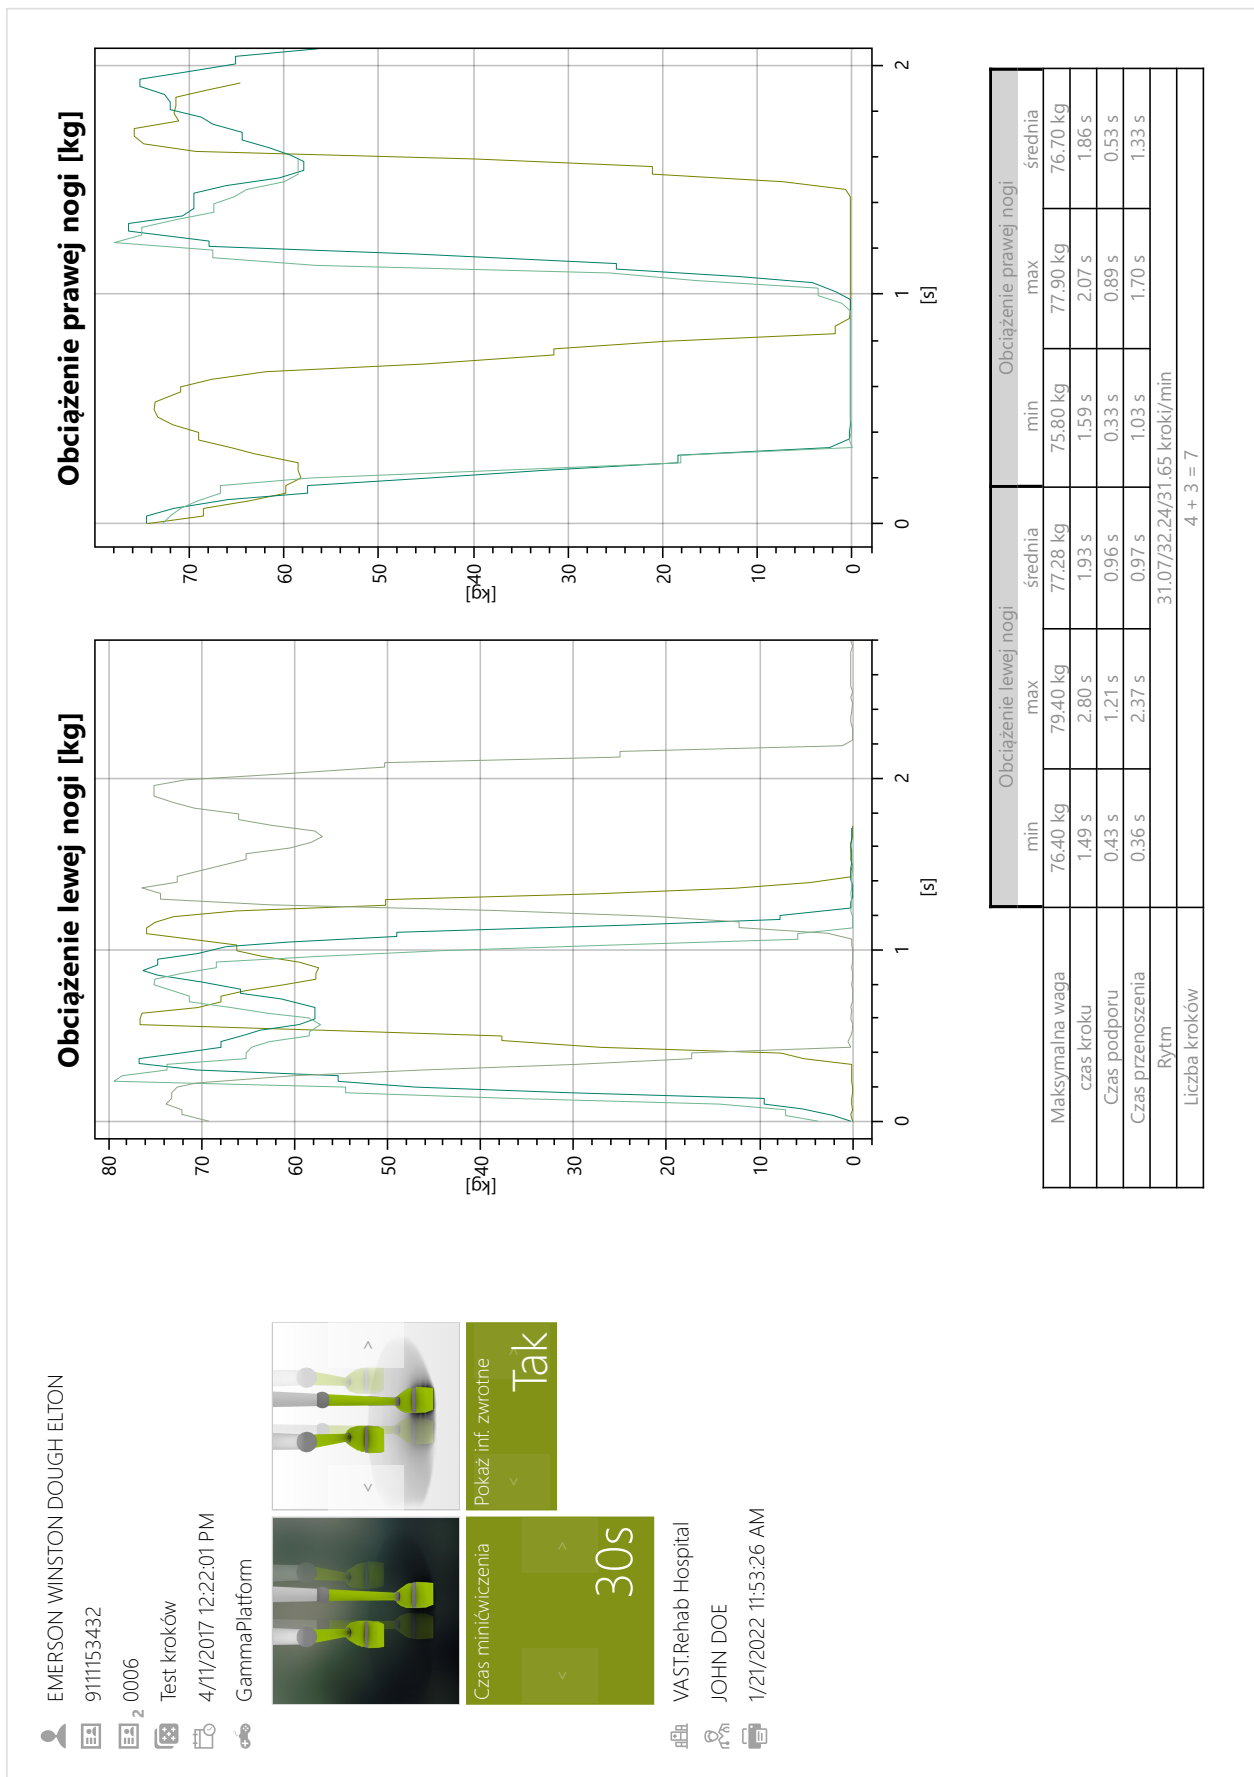 EMERSON WINSTON DOUGH ELTON
9111153432
2 0006
Test kroków
4/11/2017 12:22:01 PM
GammaPlatform
Czas minićwiczenia
30s
Pokaż inf. zwrotne
Tak
VAST.Rehab Hospital
JOHN DOE
1/21/2022 11:53:26 AM
Obciążenie lewej nogi [kg]
80
70
60
50
40
30
20
10
0
[kg]
0
1
2
[s]
Obciążenie prawej nogi [kg]
70
60
50
40
30
20
10
0
[kg]
0
1
2
[s]
Obciążenie lewej nogi Obciążenie prawej nogi
min max średnia min max średnia
Maksymalna waga 76.40 kg 79.40 kg 77.28 kg 75.80 kg 77.90 kg 76.70 kg
czas kroku 1.49 s 2.80 s 1.93 s 1.59 s 2.07 s 1.86 s
Czas podporu 0.43 s 1.21 s 0.96 s 0.33 s 0.89 s 0.53 s
Czas przenoszenia 0.36 s 2.37 s 0.97 s 1.03 s 1.70 s 1.33 s
Rytm 31.07/32.24/31.65 kroki/min
Liczba kroków 4 + 3 = 7